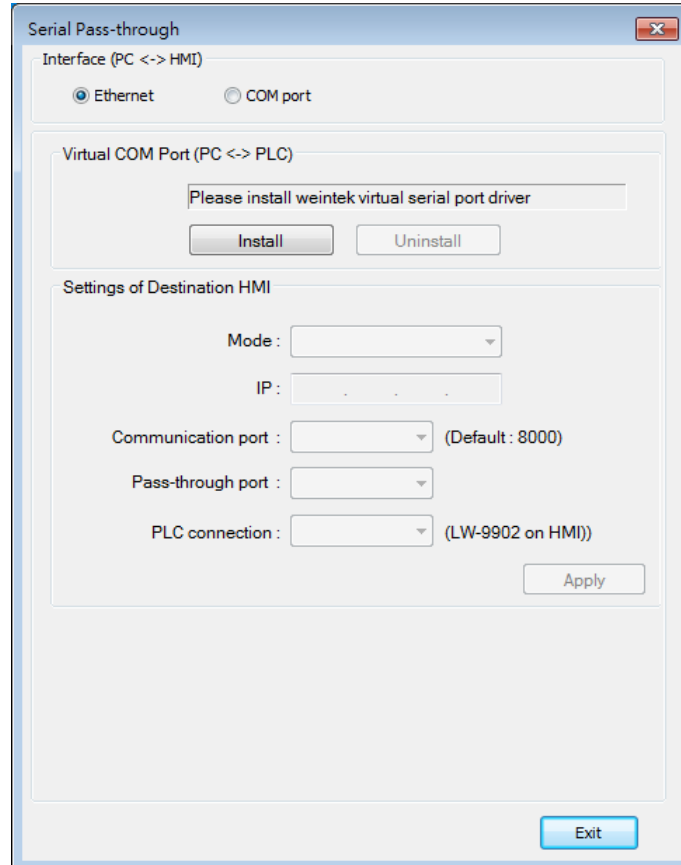 Serial Pass-through
Interface (PC <-> HMI)
Ethernet COM port
Virtual COM Port (PC <-> PLC)
Please install weintek virtual serial port driver
Install Uninstall
Settings of Destination HMI
Mode :
IP : . . .
Communication port : (Default : 8000)
Pass-through port :
PLC connection : (LW-9902 on HMI))
Apply
Exit